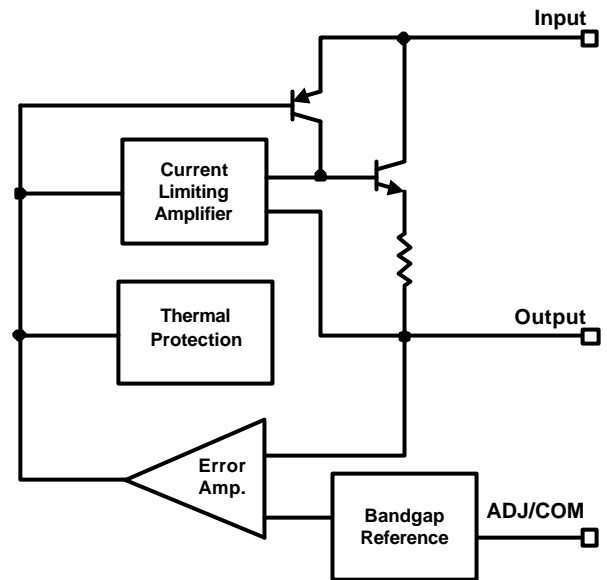 Input
Current
Limiting
Amplifier
Thermal
Protection
Output
Error
Amp.
Bandgap
Reference
ADJ/COM